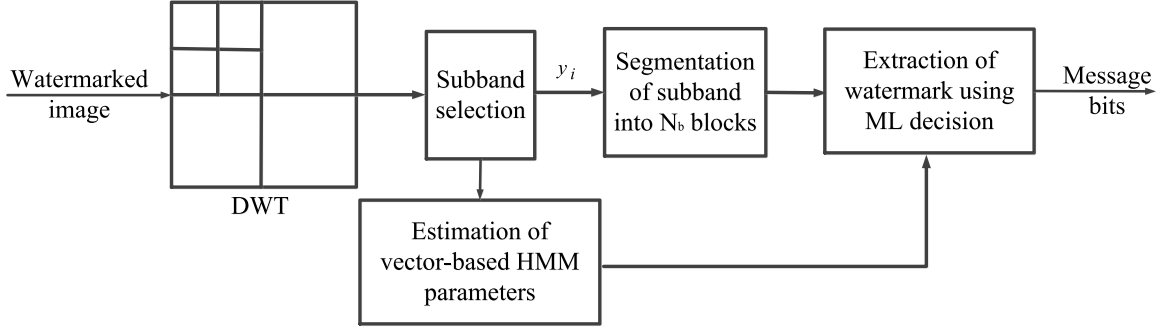 Watermarked
image
DWT
Subband
selection
y i
Segmentation
of subband
into Nb blocks
Extraction of
watermark using
ML decision
Message
bits
Estimation of
vector-based HMM
parameters